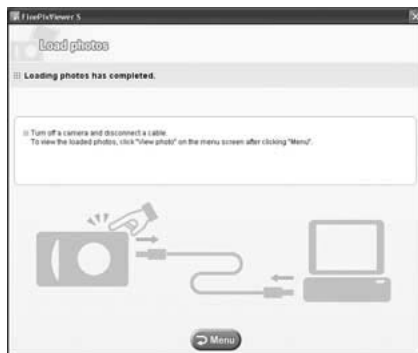 FinePixViewer S
Load photos
Loading photos has completed.
Turn off a camera and disconnect a cable.
To view the loaded photos, click "View photo" on the menu screen after clicking "Menu".
Menu